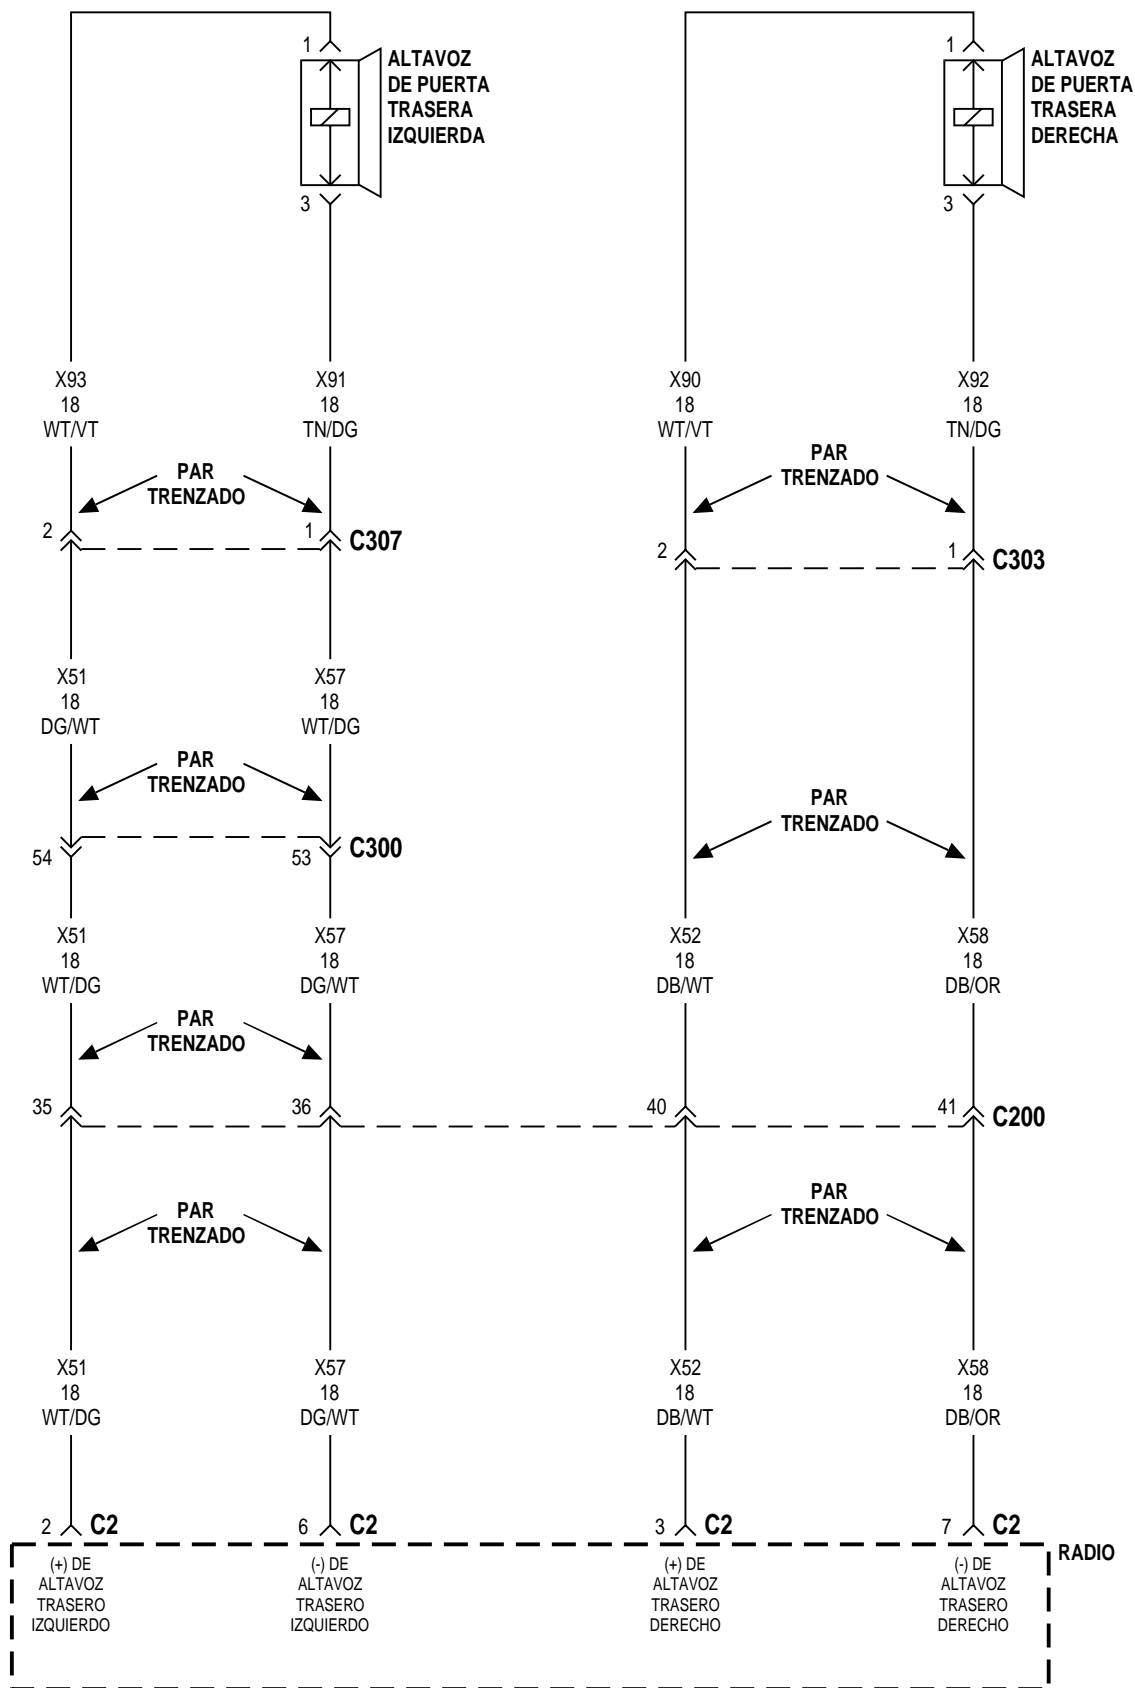 1
ALTAVOZ
DE PUERTA
TRASERA
IZQUIERDA
3
1
ALTAVOZ
DE PUERTA
TRASERA
DERECHA
3
X93
18
WT/VT
X91
18
TN/DG
X90
18
WT/VT
X92
18
TN/DG
PAR
TRENZADO
PAR
TRENZADO
2
1
C307
2
1
C303
X51
18
DG/WT
X57
18
WT/DG
PAR
TRENZADO
PAR
TRENZADO
54
53
C300
X51
18
WT/DG
X57
18
DG/WT
X52
18
DB/WT
X58
18
DB/OR
PAR
TRENZADO
35
36
40
41
C200
PAR
TRENZADO
PAR
TRENZADO
X51
18
WT/DG
X57
18
DG/WT
X52
18
DB/WT
X58
18
DB/OR
2
C2
6
C2
3
C2
7
C2
RADIO
(+) DE
ALTAVOZ
TRASERO
IZQUIERDO
(-) DE
ALTAVOZ
TRASERO
IZQUIERDO
(+) DE
ALTAVOZ
TRASERO
DERECHO
(-) DE
ALTAVOZ
TRASERO
DERECHO